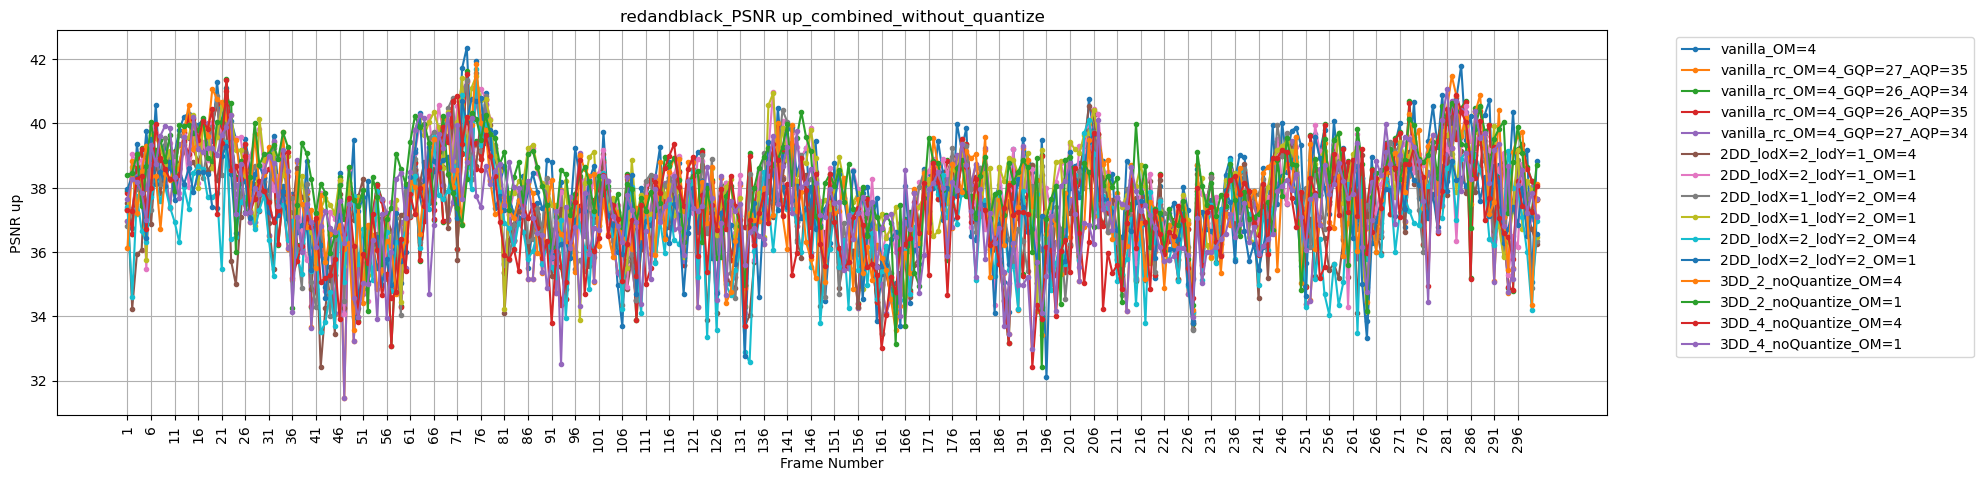 redandblack_PSNR up_combined_without_quantize
PSNR up
42
40
38
36
34
32
1 6 11 16 21 26 31 36 41 46 51 56 61 66 71 76 81 86 91 96 101 106 111 116 121 126 131 136 141 146 151 156 161 166 171 176 181 186 191 196 201 206 211 216 221 226 231 236 241 246 251 256 261 266 271 276 281 286 291 296
Frame Number
vanilla_OM=4
vanilla_rc_OM=4_GQP=27_AQP=35
vanilla_rc_OM=4_GQP=26_AQP=34
vanilla_rc_OM=4_GQP=26_AQP=35
vanilla_rc_OM=4_GQP=27_AQP=34
2DD_lodX=2_lodY=1_OM=4
2DD_lodX=2_lodY=1_OM=1
2DD_lodX=1_lodY=2_OM=4
2DD_lodX=1_lodY=2_OM=1
2DD_lodX=2_lodY=2_OM=4
2DD_lodX=2_lodY=2_OM=1
3DD_2_noQuantize_OM=4
3DD_2_noQuantize_OM=1
3DD_4_noQuantize_OM=4
3DD_4_noQuantize_OM=1